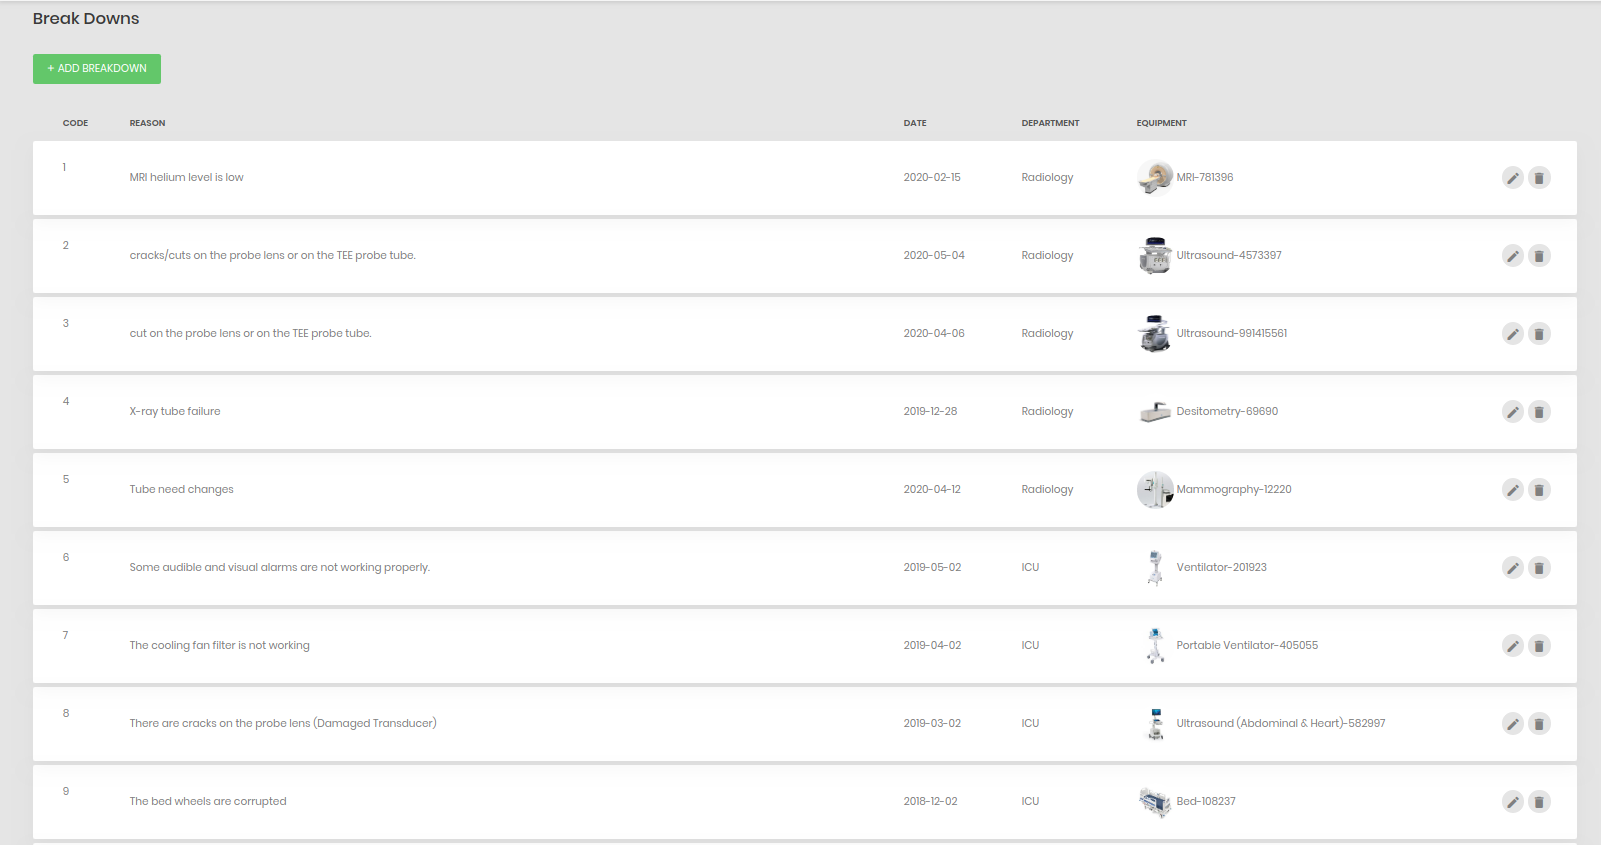 Break Downs
+ ADD BREAKDOWN
CODE REASON DATE DEPARTMENT EQUIPMENT
1 MRI helium level is low 2020-02-15 Radiology MRI-781396
2 cracks/cuts on the probe lens or on the TEE probe tube. 2020-05-04 Radiology Ultrasound-4573397
3 cut on the probe lens or on the TEE probe tube. 2020-04-06 Radiology Ultrasound-991415561
4 X-ray tube failure 2019-12-28 Radiology Desitometry-69690
5 Tube need changes 2020-04-12 Radiology Mammography-12220
6 Some audible and visual alarms are not working properly. 2019-05-02 ICU Ventilator-201923
7 The cooling fan filter is not working 2019-04-02 ICU Portable Ventilator-405055
8 There are cracks on the probe lens (Damaged Transducer) 2019-03-02 ICU Ultrasound (Abdominal & Heart)-582997
9 The bed wheels are corrupted 2018-12-02 ICU Bed-108237